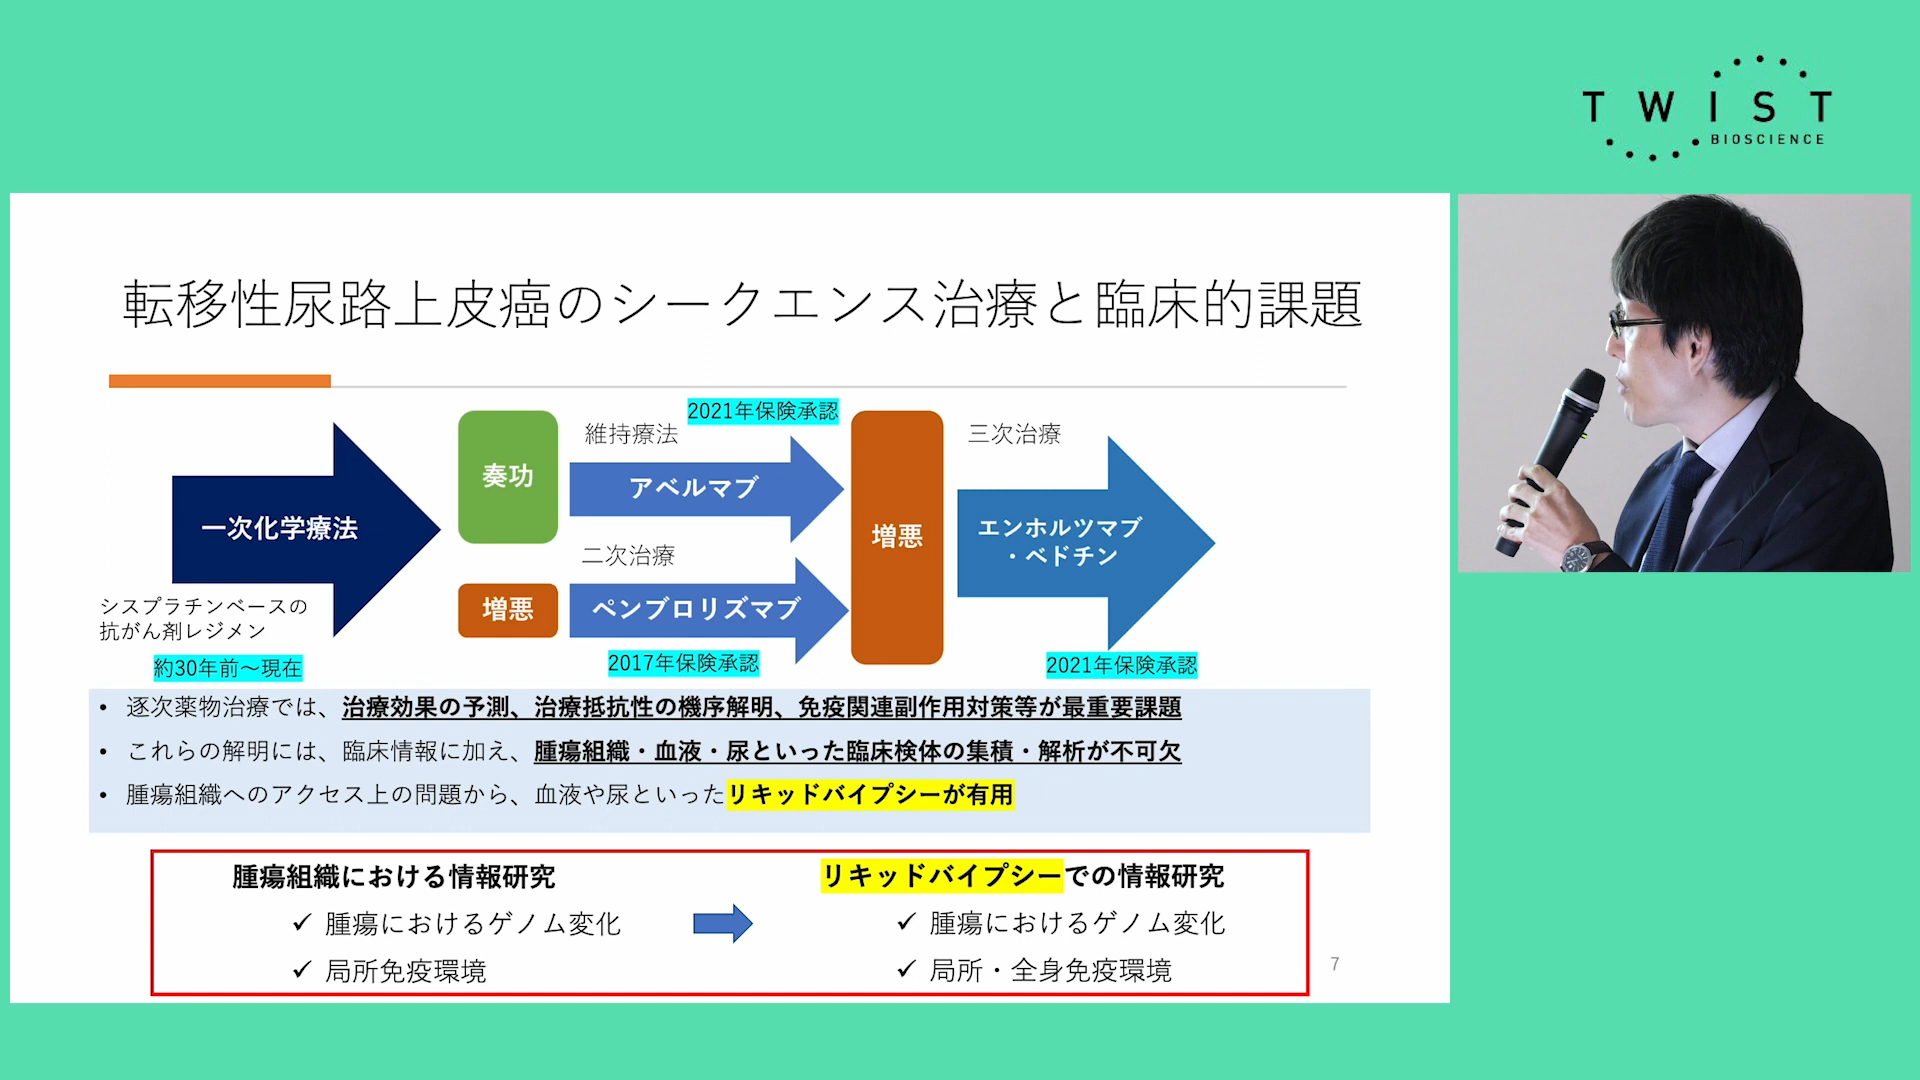 TWIST
BIOSCIENCE
転移性尿路上皮癌のシークエンス治療と臨床的課題
一次化学療法
シスプラチンベースの
抗がん剤レジメン
約30年前～現在
奏功
増悪
維持療法
2021年保険承認
アベルマブ
二次治療
ペンブロリズマブ
2017年保険承認
増悪
三次治療
エンホルツマブ
・ベドチン
2021年保険承認
• 逐次薬物治療では、治療効果の予測、治療抵抗性の機序解明、免疫関連副作用対策等が最重要課題
• これらの解明には、臨床情報に加え、腫瘍組織・血液・尿といった臨床検体の集積・解析が不可欠
• 腫瘍組織へのアクセス上の問題から、血液や尿といったリキッドバイプシーが有用
腫瘍組織における情報研究
✓ 腫瘍におけるゲノム変化
✓ 局所免疫環境
リキッドバイプシーでの情報研究
✓ 腫瘍におけるゲノム変化
✓ 局所・全身免疫環境
7